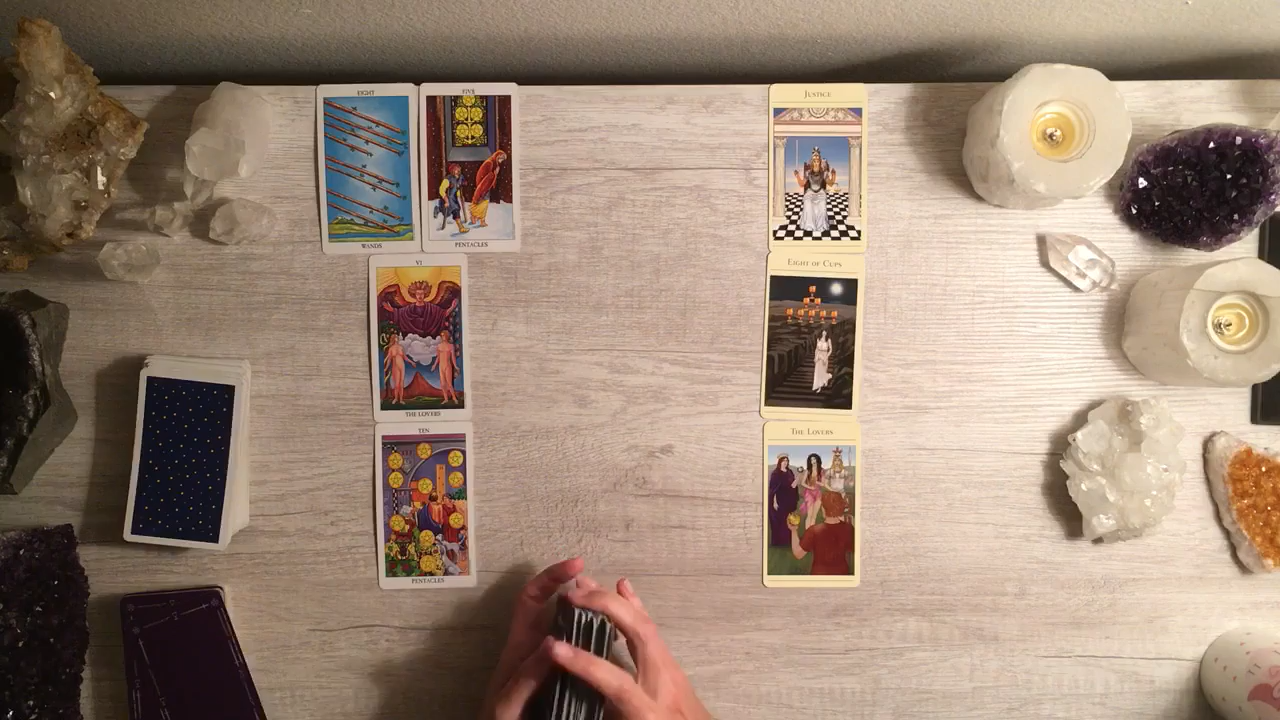 EIGHT
WANDS
FIVE
PENTACLES
VI
THE LOVERS
TEN
PENTACLES
JUSTICE
EIGHT OF CUPS
THE LOVERS